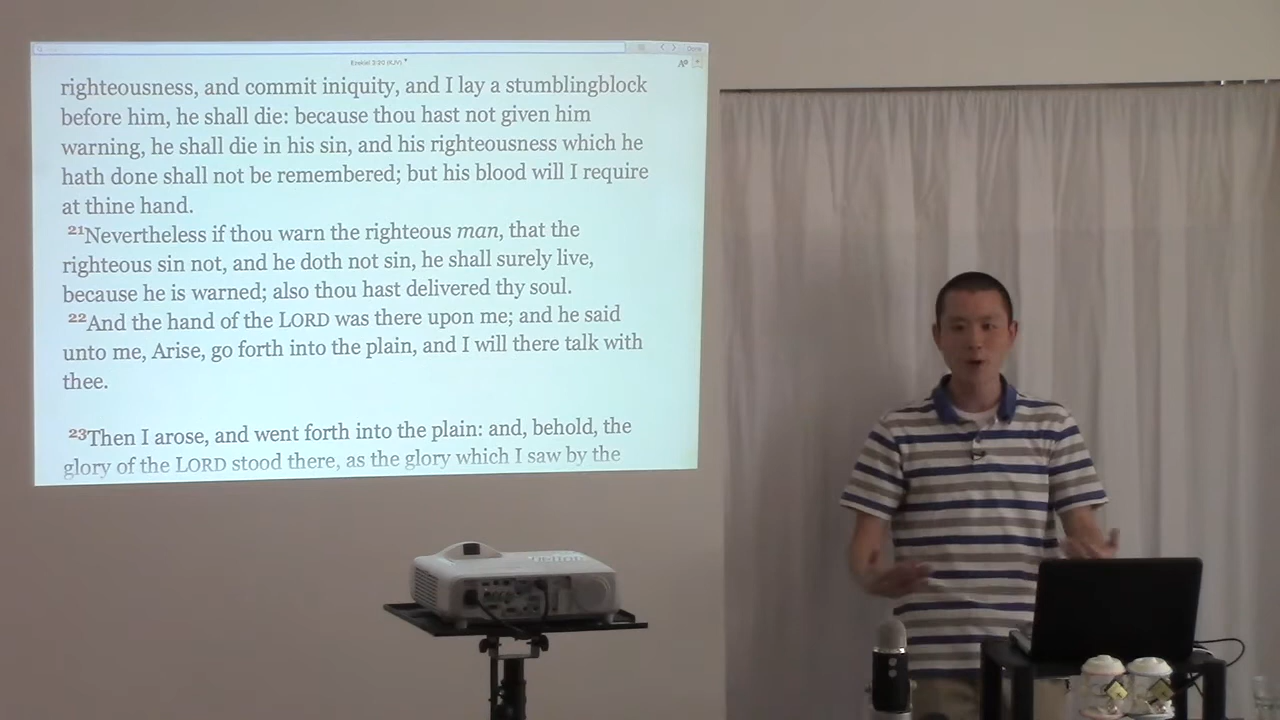 Ezekiel 3:20 (KJV)
Done
righteousness, and commit iniquity, and I lay a stumblingblock
before him, he shall die: because thou hast not given him
warning, he shall die in his sin, and his righteousness which he
hath done shall not be remembered; but his blood will I require
at thine hand.
21Nevertheless if thou warn the righteous man, that the
righteous sin not, and he doth not sin, he shall surely live,
because he is warned; also thou hast delivered thy soul.
22And the hand of the LORD was there upon me; and he said
unto me, Arise, go forth into the plain, and I will there talk with
thee.
23Then I arose, and went forth into the plain: and, behold, the
glory of the LORD stood there, as the glory which I saw by the